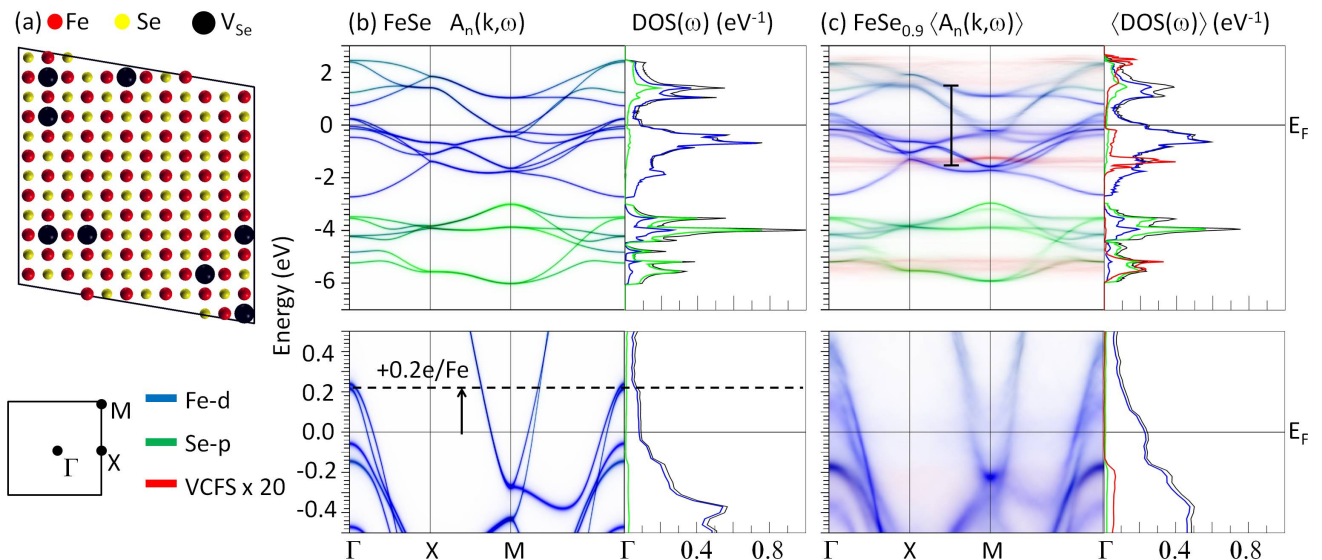 (a) Fe Se V_Se
(b) FeSe A_n(k,ω) DOS(ω) (eV⁻¹)
(c) FeSe₀.₉ ⟨A_n(k,ω)⟩ ⟨DOS(ω)⟩ (eV⁻¹)
2
0
-2
-4
-6
E_F
Energy (eV)
0.4
0.2
0.0
-0.2
-0.4
+0.2e/Fe
E_F
M
Γ X
Fe-d
Se-p
VCFS x 20
Γ X M Γ 0.4 0.8 X M Γ 0.4 0.8